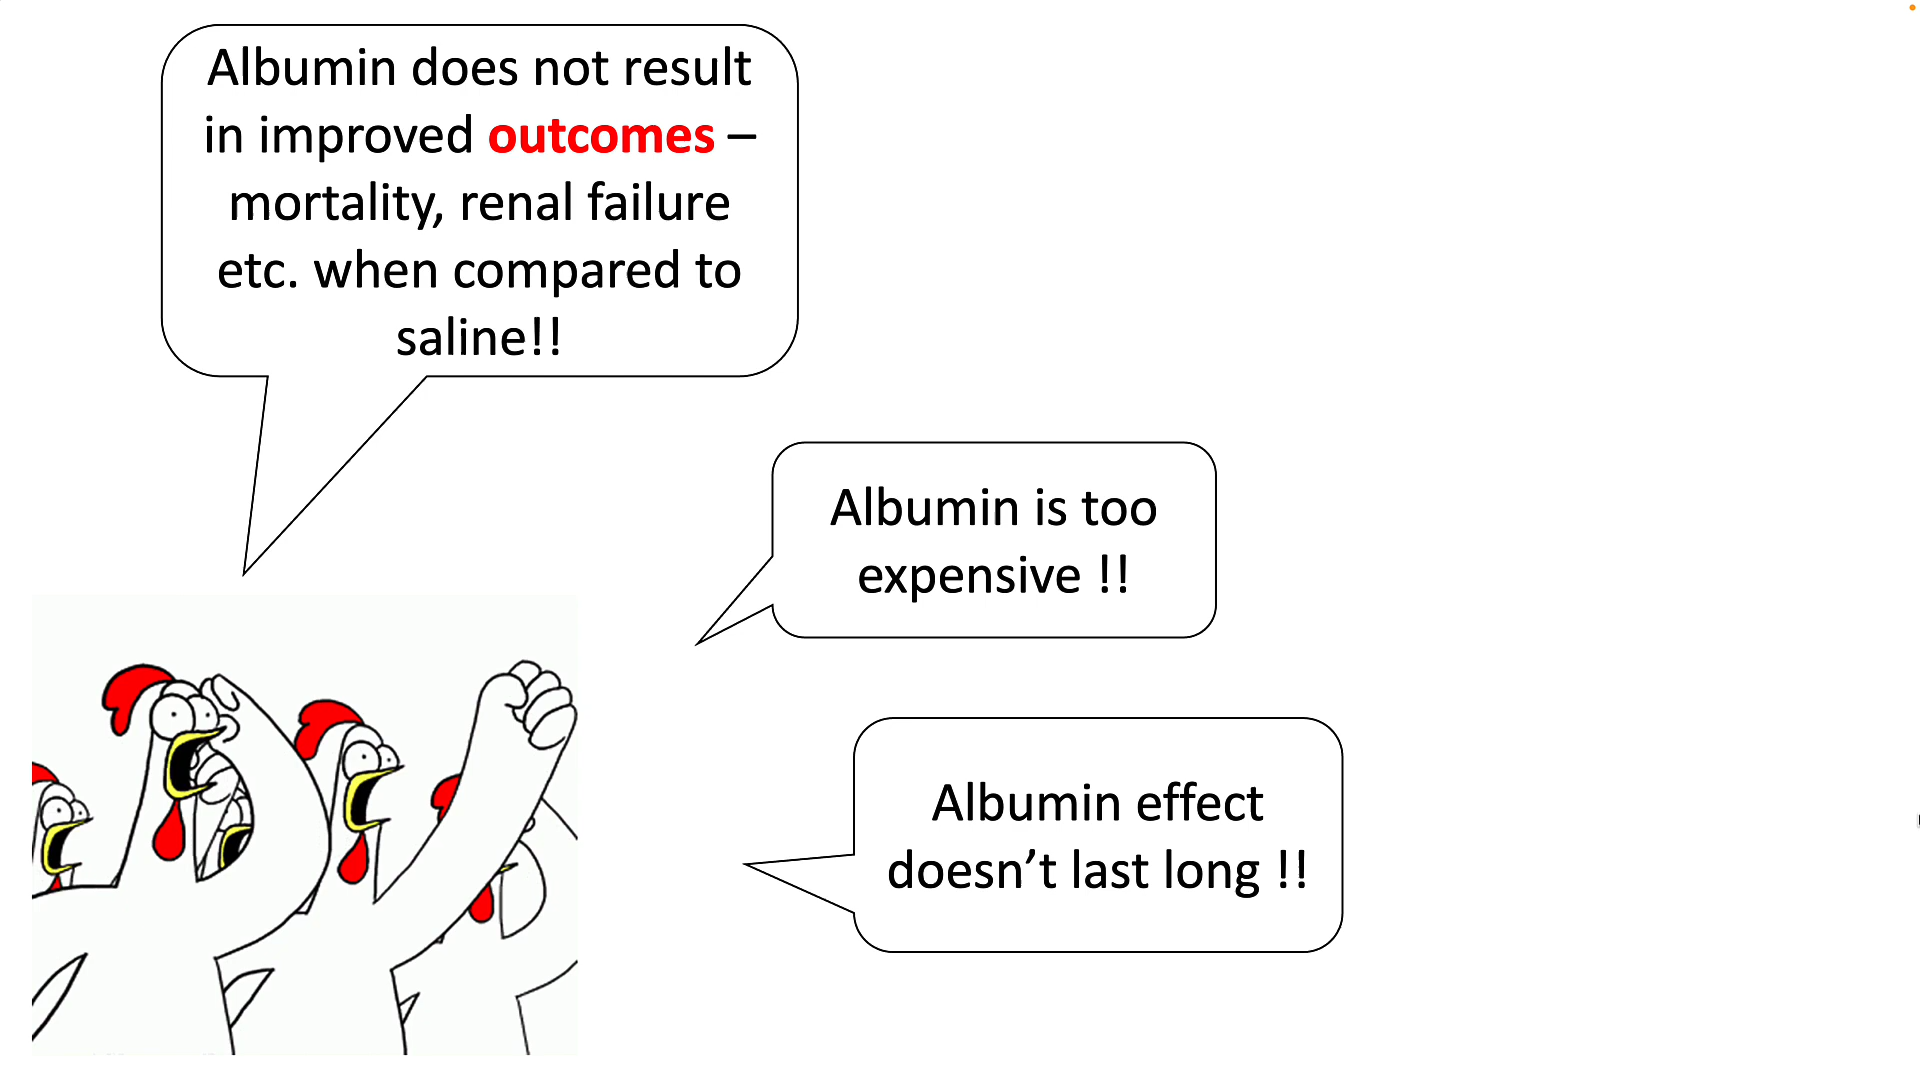 Albumin does not result
in improved outcomes –
mortality, renal failure
etc. when compared to
saline!!
Albumin is too
expensive !!
Albumin effect
doesn’t last long !!